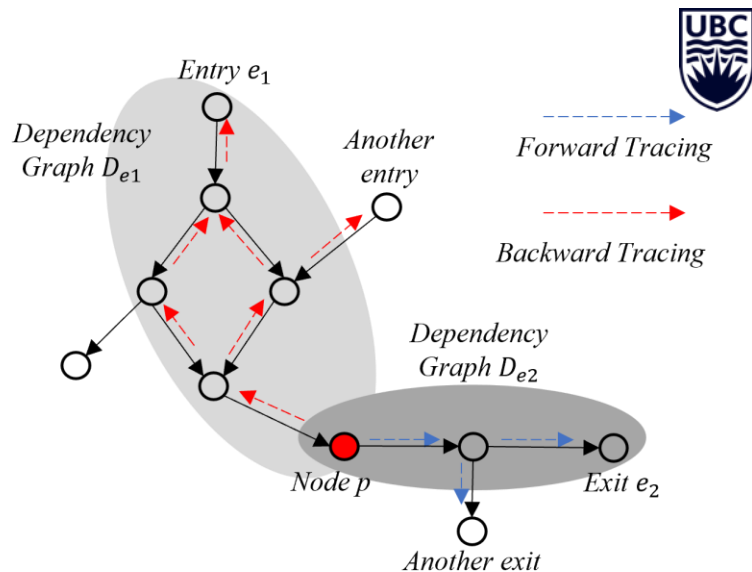 UBC
Entry e₁
Dependency
Graph Dₑ₁
Another
entry
Forward Tracing
Backward Tracing
Dependency
Graph Dₑ₂
Node p
Exit e₂
Another exit